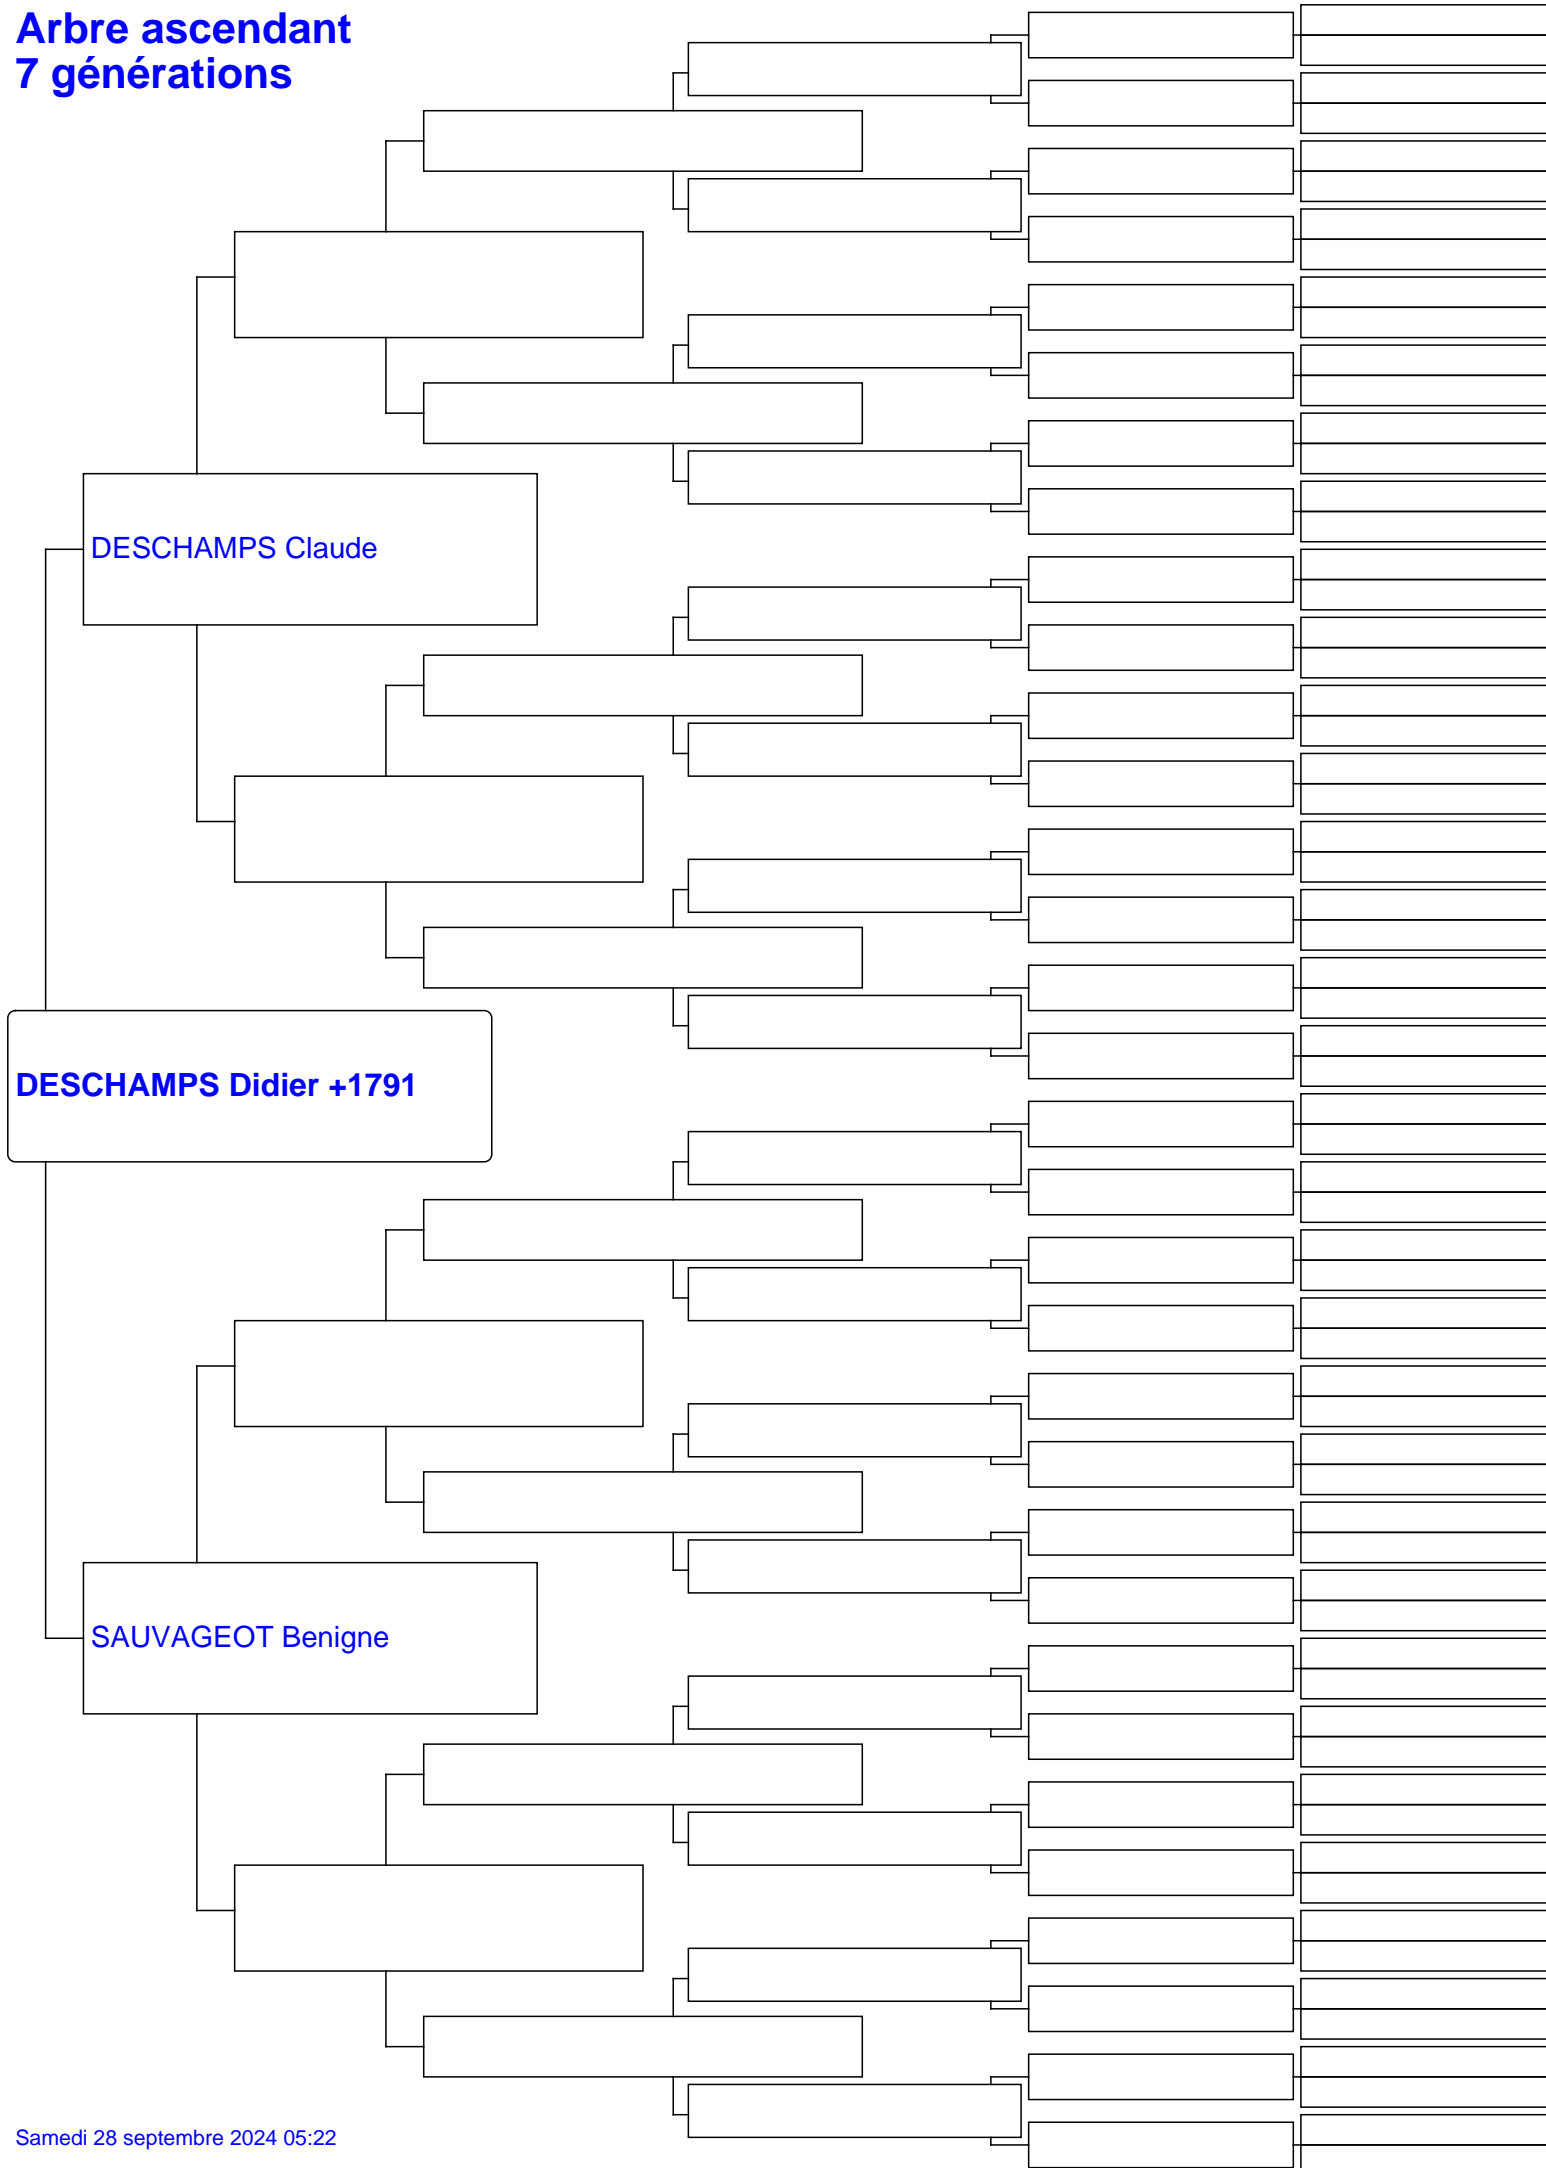 Arbre ascendant
7 générations
DESCHAMPS Claude
DESCHAMPS Didier +1791
SAUVAGEOT Benigne
Samedi 28 septembre 2024 05:22